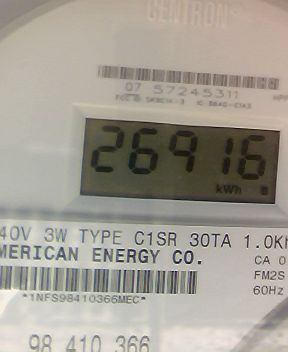 CENTRON®
07 57245311
26916
kWh
40V 3W TYPE C1SR 30TA 1.0Kh
MERICAN ENERGY CO.
CA 0
FM2S
60Hz
*1NFS98410366MEC*
98 410 366